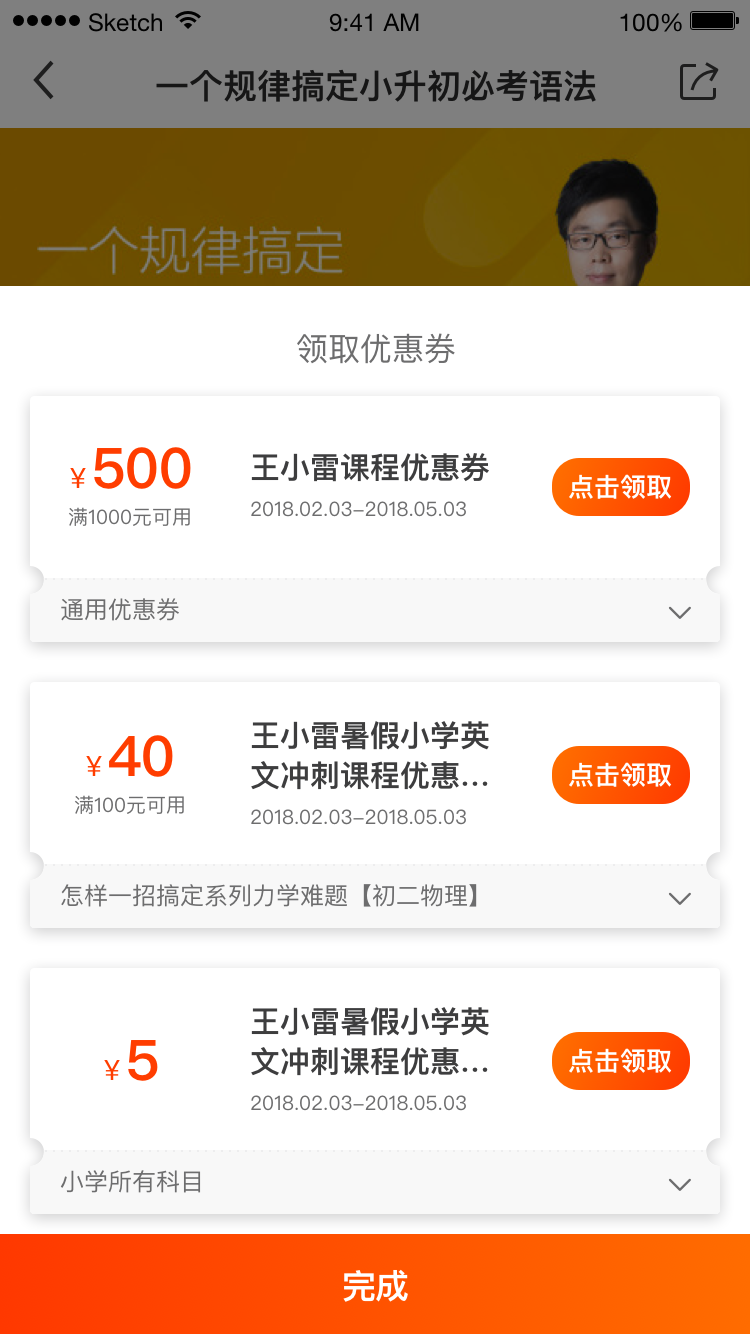 Sketch 9:41 AM 100%
一个规律搞定小升初必考语法
一个规律搞定
领取优惠券
¥500
满1000元可用
王小雷课程优惠券
2018.02.03–2018.05.03
点击领取
通用优惠券
¥40
满100元可用
王小雷暑假小学英
文冲刺课程优惠...
2018.02.03–2018.05.03
点击领取
怎样一招搞定系列力学难题【初二物理】
¥5
王小雷暑假小学英
文冲刺课程优惠...
2018.02.03–2018.05.03
点击领取
小学所有科目
完成